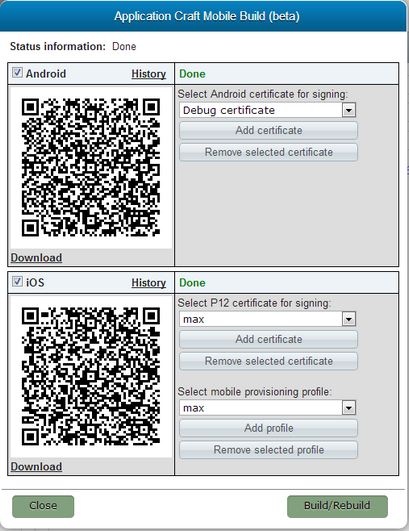 Application Craft Mobile Build (beta)
Status information: Done
Android History Done
Select Android certificate for signing:
Debug certificate
Add certificate
Remove selected certificate
Download
iOS History Done
Select P12 certificate for signing:
max
Add certificate
Remove selected certificate
Select mobile provisioning profile:
max
Add profile
Remove selected profile
Download
Close Build/Rebuild